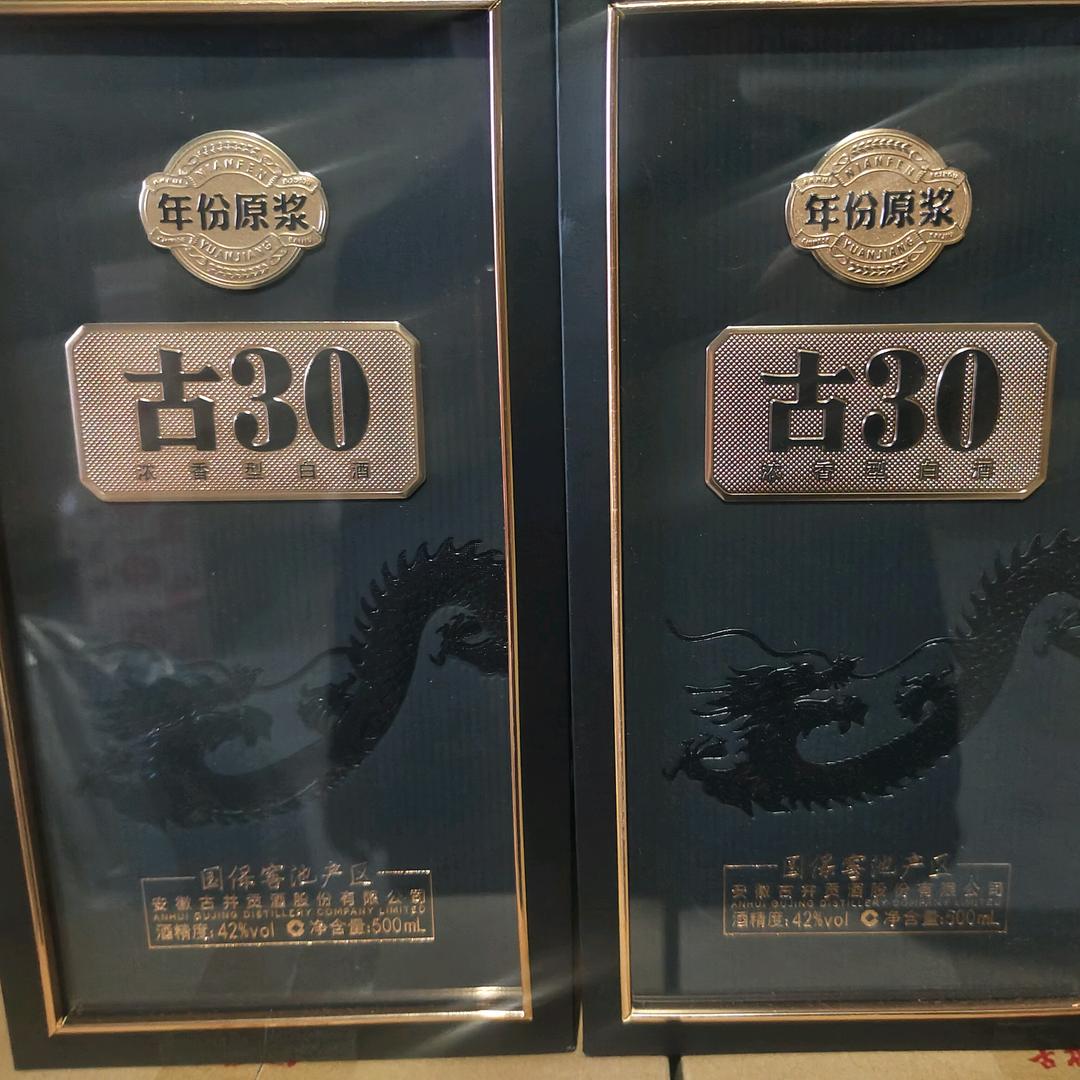 NIANFEN
年份原浆
YUANJIANG
古30
浓香型白酒
国保窖池产区
安徽古井贡酒股份有限公司
ANHUI GUJING DISTILLERY COMPANY LIMITED
酒精度:42%vol 净含量:500mL
NIANFEN
年份原浆
YUANJIANG
古30
浓香型白酒
国保窖池产区
安徽古井贡酒股份有限公司
ANHUI GUJING DISTILLERY COMPANY LIMITED
酒精度:42%vol 净含量:500mL